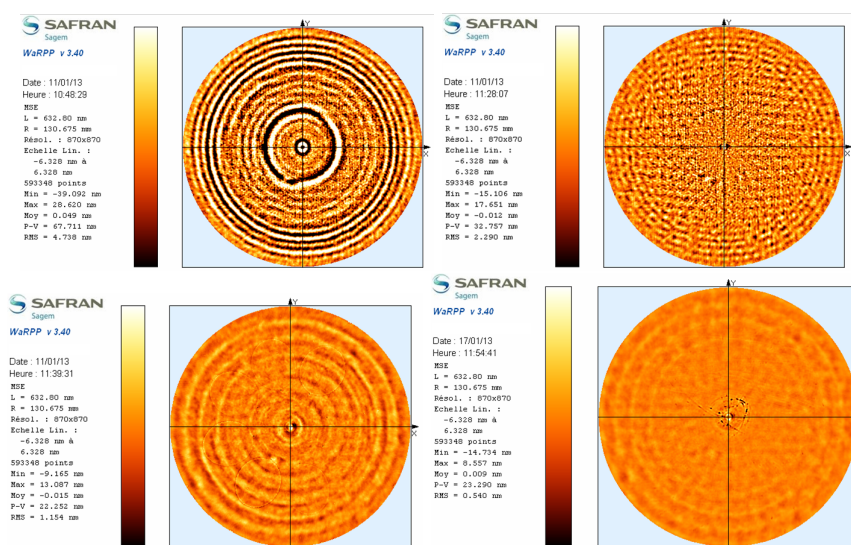 SAFRAN
Sagem
WaRPP v 3.40
Date : 11/01/13
Heure : 10:48:29
MSE
L = 632.80 nm
R = 130.675 mm
Résol. : 870x870
Echelle Lin. :
-6.328 nm à
6.328 nm
593348 points
Min = -39.092 nm
Max = 28.620 nm
Moy = 0.049 nm
P-V = 67.711 nm
RMS = 4.738 nm
Y
X
SAFRAN
Sagem
WaRPP v 3.40
Date : 11/01/13
Heure : 11:28:07
MSE
L = 632.80 nm
R = 130.675 mm
Résol. : 870x870
Echelle Lin. :
-6.328 nm à
6.328 nm
593348 points
Min = -15.106 nm
Max = 17.651 nm
Moy = -0.012 nm
P-V = 32.757 nm
RMS = 2.290 nm
Y
X
SAFRAN
Sagem
WaRPP v 3.40
Date : 11/01/13
Heure : 11:39:31
MSE
L = 632.80 nm
R = 130.675 mm
Résol. : 870x870
Echelle Lin. :
-6.328 nm à
6.328 nm
593348 points
Min = -9.165 nm
Max = 13.087 nm
Moy = -0.015 nm
P-V = 22.252 nm
RMS = 1.154 nm
Y
X
SAFRAN
Sagem
WaRPP v 3.40
Date : 17/01/13
Heure : 11:54:41
MSE
L = 632.80 nm
R = 130.675 mm
Résol. : 870x870
Echelle Lin. :
-6.328 nm à
6.328 nm
593348 points
Min = -14.734 nm
Max = 8.557 nm
Moy = 0.009 nm
P-V = 23.290 nm
RMS = 0.540 nm
Y